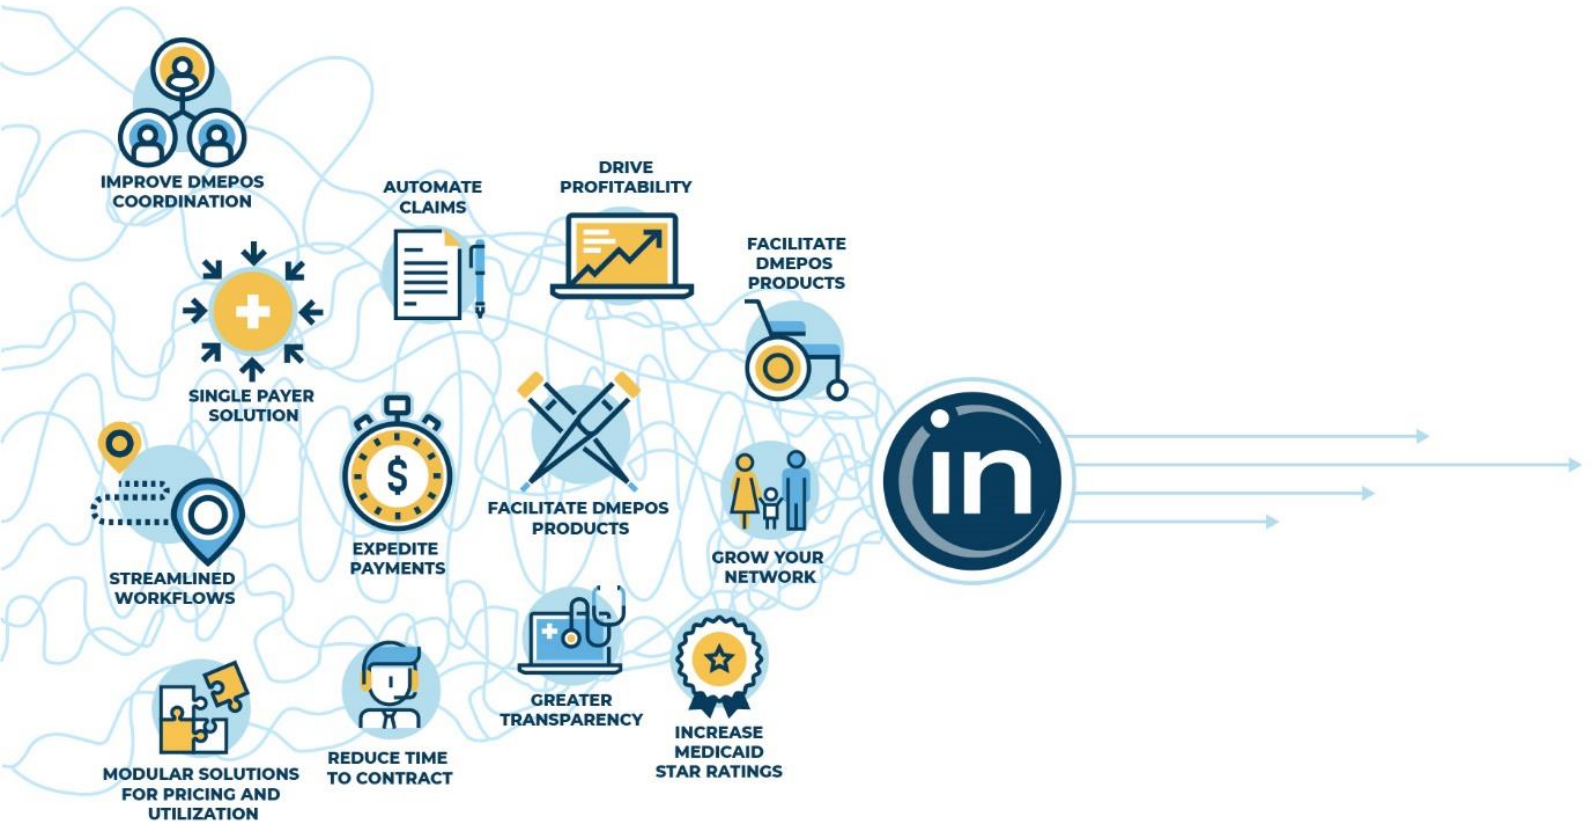 IMPROVE DMEPOS
COORDINATION
AUTOMATE
CLAIMS
DRIVE
PROFITABILITY
FACILITATE
DMEPOS
PRODUCTS
SINGLE PAYER
SOLUTION
$
EXPEDITE
PAYMENTS
FACILITATE DMEPOS
PRODUCTS
GROW YOUR
NETWORK
in
STREAMLINED
WORKFLOWS
MODULAR SOLUTIONS
FOR PRICING AND
UTILIZATION
REDUCE TIME
TO CONTRACT
GREATER
TRANSPARENCY
INCREASE
MEDICAID
STAR RATINGS